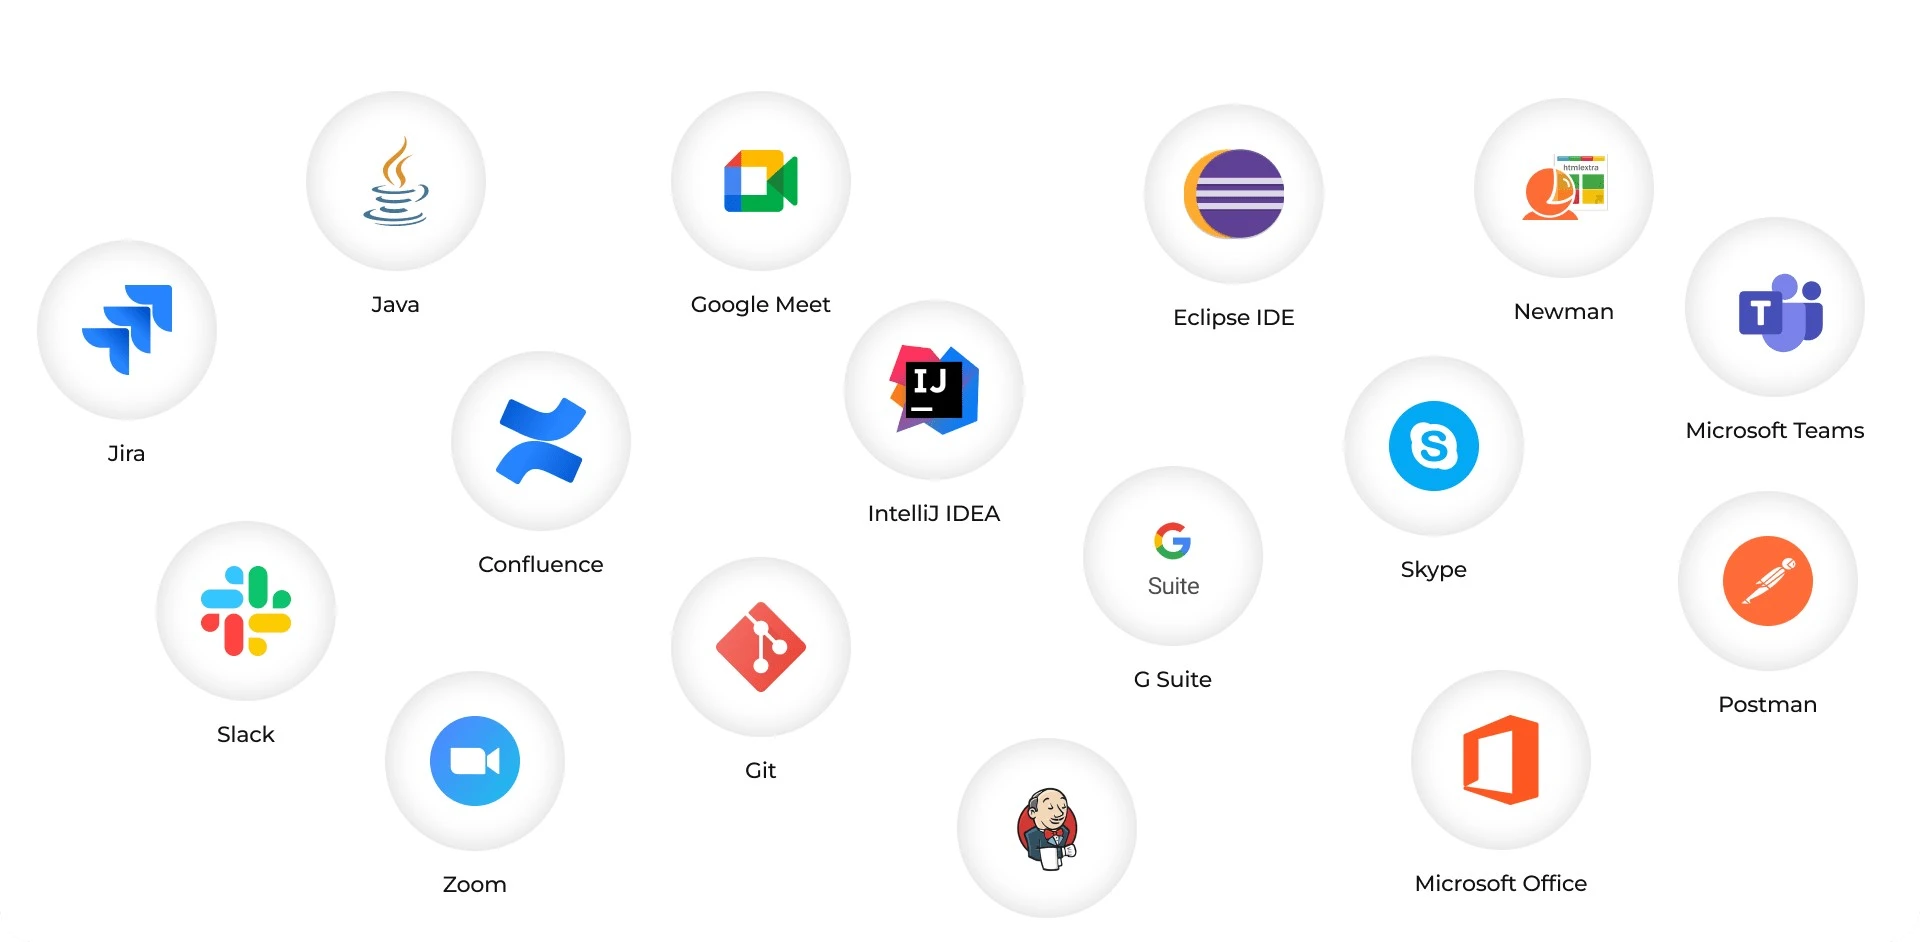 Java
Google Meet
Eclipse IDE
htmlextra
Newman
T
Microsoft Teams
Jira
IJ
IntelliJ IDEA
Confluence
S
Skype
G
Suite
G Suite
Slack
Git
Postman
Zoom
Microsoft Office